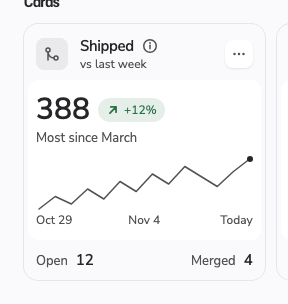 Cards
Shipped
vs last week
388 +12%
Most since March
Oct 29 Nov 4 Today
Open 12 Merged 4